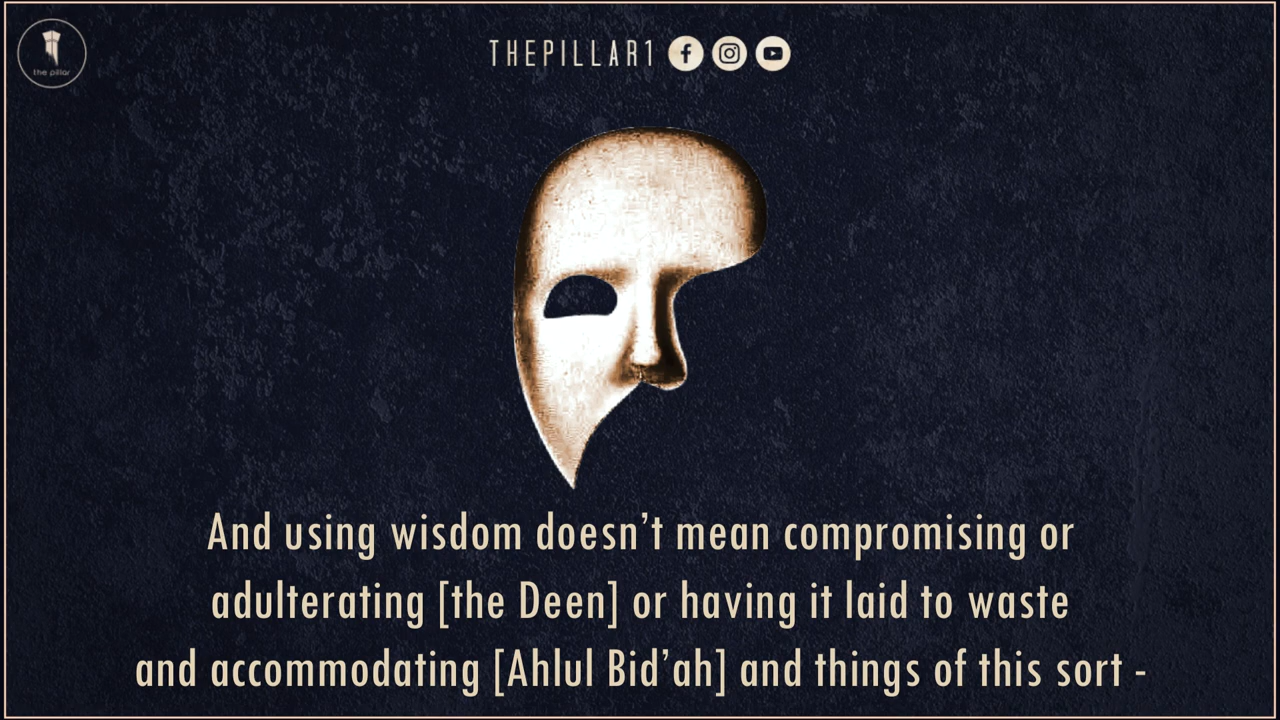 the pillar
THEPILLAR1
And using wisdom doesn’t mean compromising or
adulterating [the Deen] or having it laid to waste
and accommodating [Ahlul Bid’ah] and things of this sort -